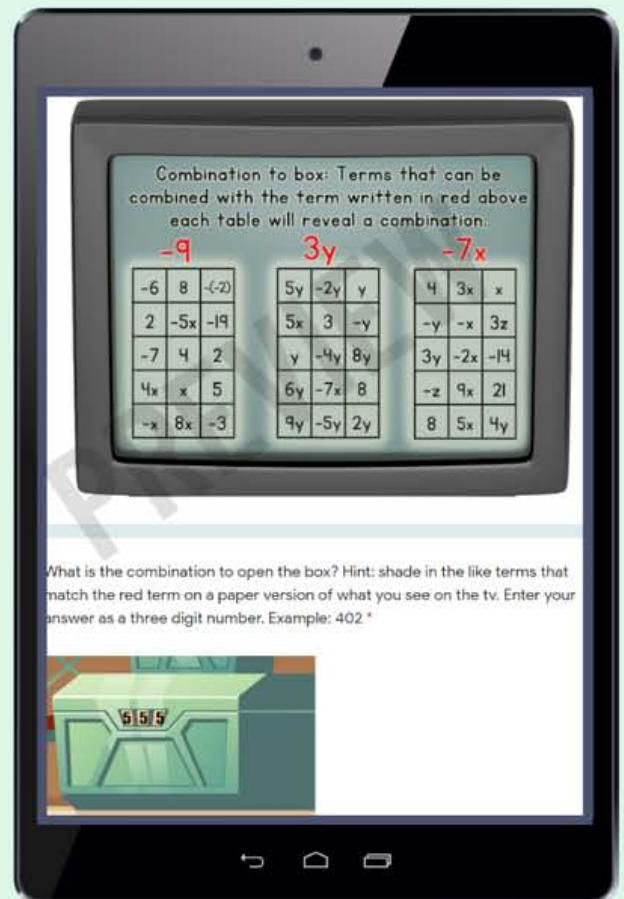 Combination to box: Terms that can be
combined with the term written in red above
each table will reveal a combination.
-9 3y -7x
-6 8 -(-2) 5y -2y y 4 3x x
2 -5x -19 5x 3 -y -y -x 3z
-7 4 2 y -4y 8y 3y -2x -14
4x x 5 6y -7x 8 -z 9x 21
-x 8x -3 9y -5y 2y 8 5x 4y
PREVIEW
What is the combination to open the box? Hint: shade in the like terms that
match the red term on a paper version of what you see on the tv. Enter your
answer as a three digit number. Example: 402 *
5 5 5